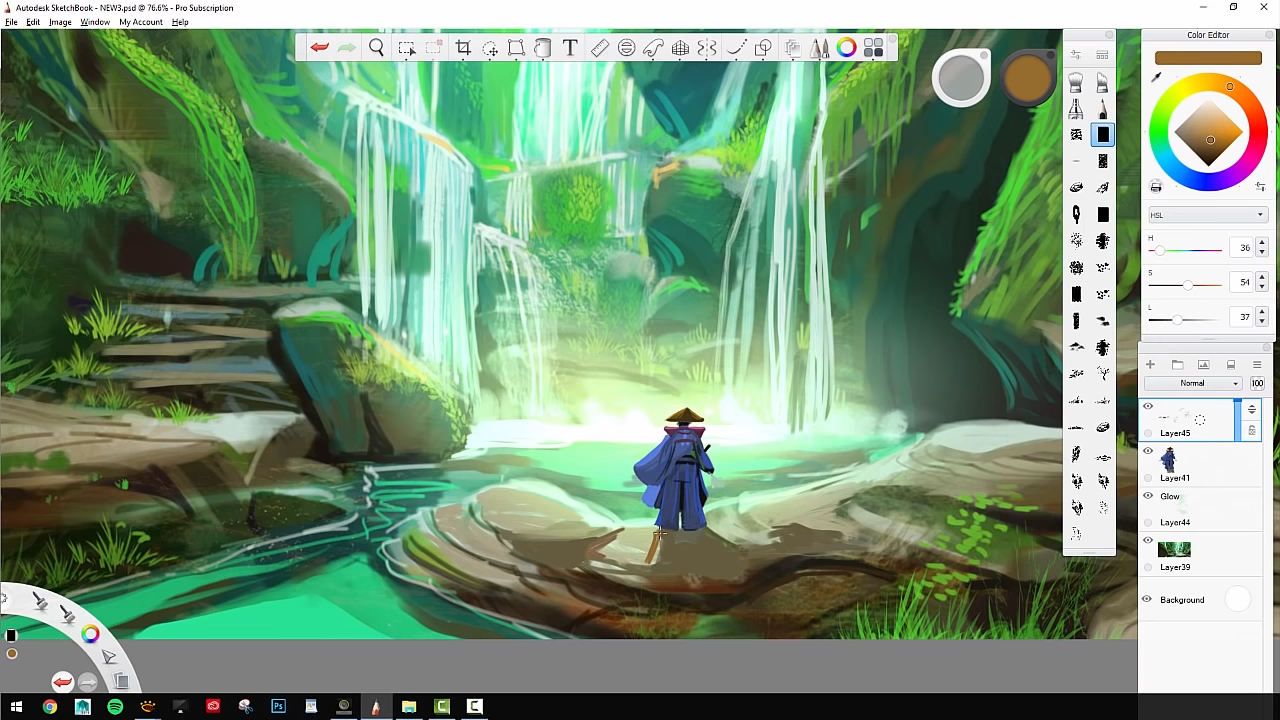 Autodesk SketchBook - NEW3.psd @ 76.6% - Pro Subscription
File Edit Image Window My Account Help
T
Color Editor
HSL
H 36
S 54
L 37
Normal 100
Layer45
Layer41
Glow
Layer44
Layer39
Background
Ps